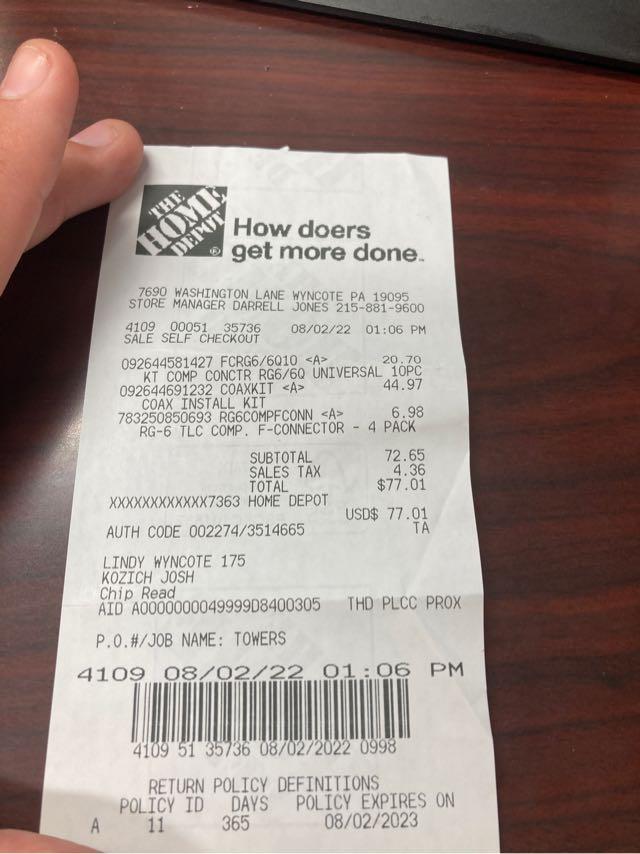 THE
HOME
DEPOT
®
How doers
get more done™
7690 WASHINGTON LANE WYNCOTE PA 19095
STORE MANAGER DARRELL JONES 215-881-9600
4109 00051 35736 08/02/22 01:06 PM
SALE SELF CHECKOUT
092644581427 FCRG6/6Q10 <A> 20.70
KT COMP CONCTR RG6/6Q UNIVERSAL 10PC
092644691232 COAXKIT <A> 44.97
COAX INSTALL KIT
783250850693 RG6COMPFCONN <A> 6.98
RG-6 TLC COMP. F-CONNECTOR - 4 PACK
SUBTOTAL 72.65
SALES TAX 4.36
TOTAL $77.01
XXXXXXXXXXXX7363 HOME DEPOT
USD$ 77.01
AUTH CODE 002274/3514665 TA
LINDY WYNCOTE 175
KOZICH JOSH
Chip Read
AID A0000000049999D8400305 THD PLCC PROX
P.O.#/JOB NAME: TOWERS
4109 08/02/22 01:06 PM
4109 51 35736 08/02/2022 0998
RETURN POLICY DEFINITIONS
POLICY ID DAYS POLICY EXPIRES ON
A 11 365 08/02/2023